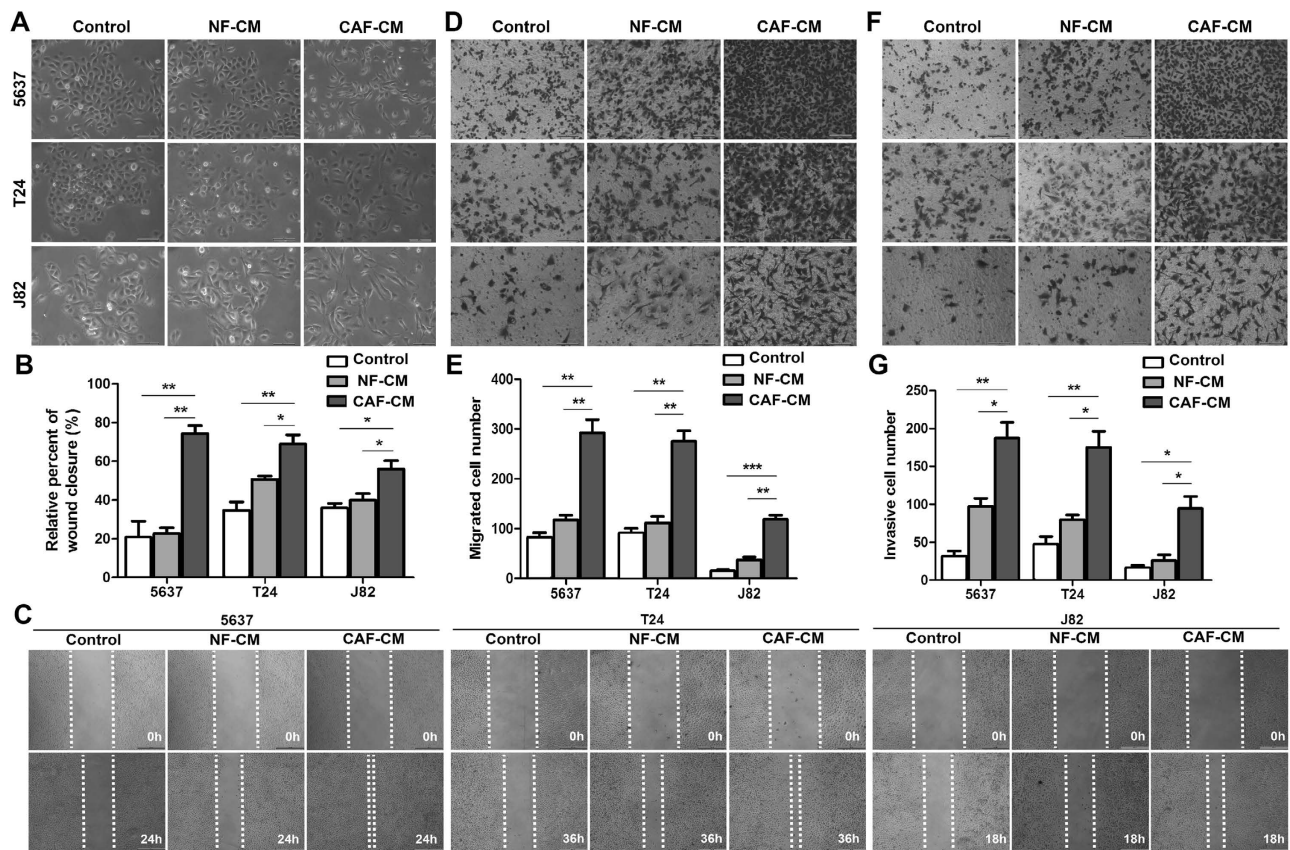 A
Control
NF-CM
CAF-CM
5637
T24
J82
D
Control
NF-CM
CAF-CM
F
Control
NF-CM
CAF-CM
B
Relative percent of
wound closure (%)
100
80
60
40
20
0
**
**
**
*
*
*
Control
NF-CM
CAF-CM
5637
T24
J82
E
Migrated cell number
400
300
200
100
0
**
**
**
**
***
**
Control
NF-CM
CAF-CM
5637
T24
J82
G
Invasive cell number
250
200
150
100
50
0
**
*
**
*
*
*
Control
NF-CM
CAF-CM
5637
T24
J82
C
5637
Control
NF-CM
CAF-CM
0h
0h
0h
24h
24h
24h
T24
Control
NF-CM
CAF-CM
0h
0h
0h
36h
36h
36h
J82
Control
NF-CM
CAF-CM
0h
0h
0h
18h
18h
18h